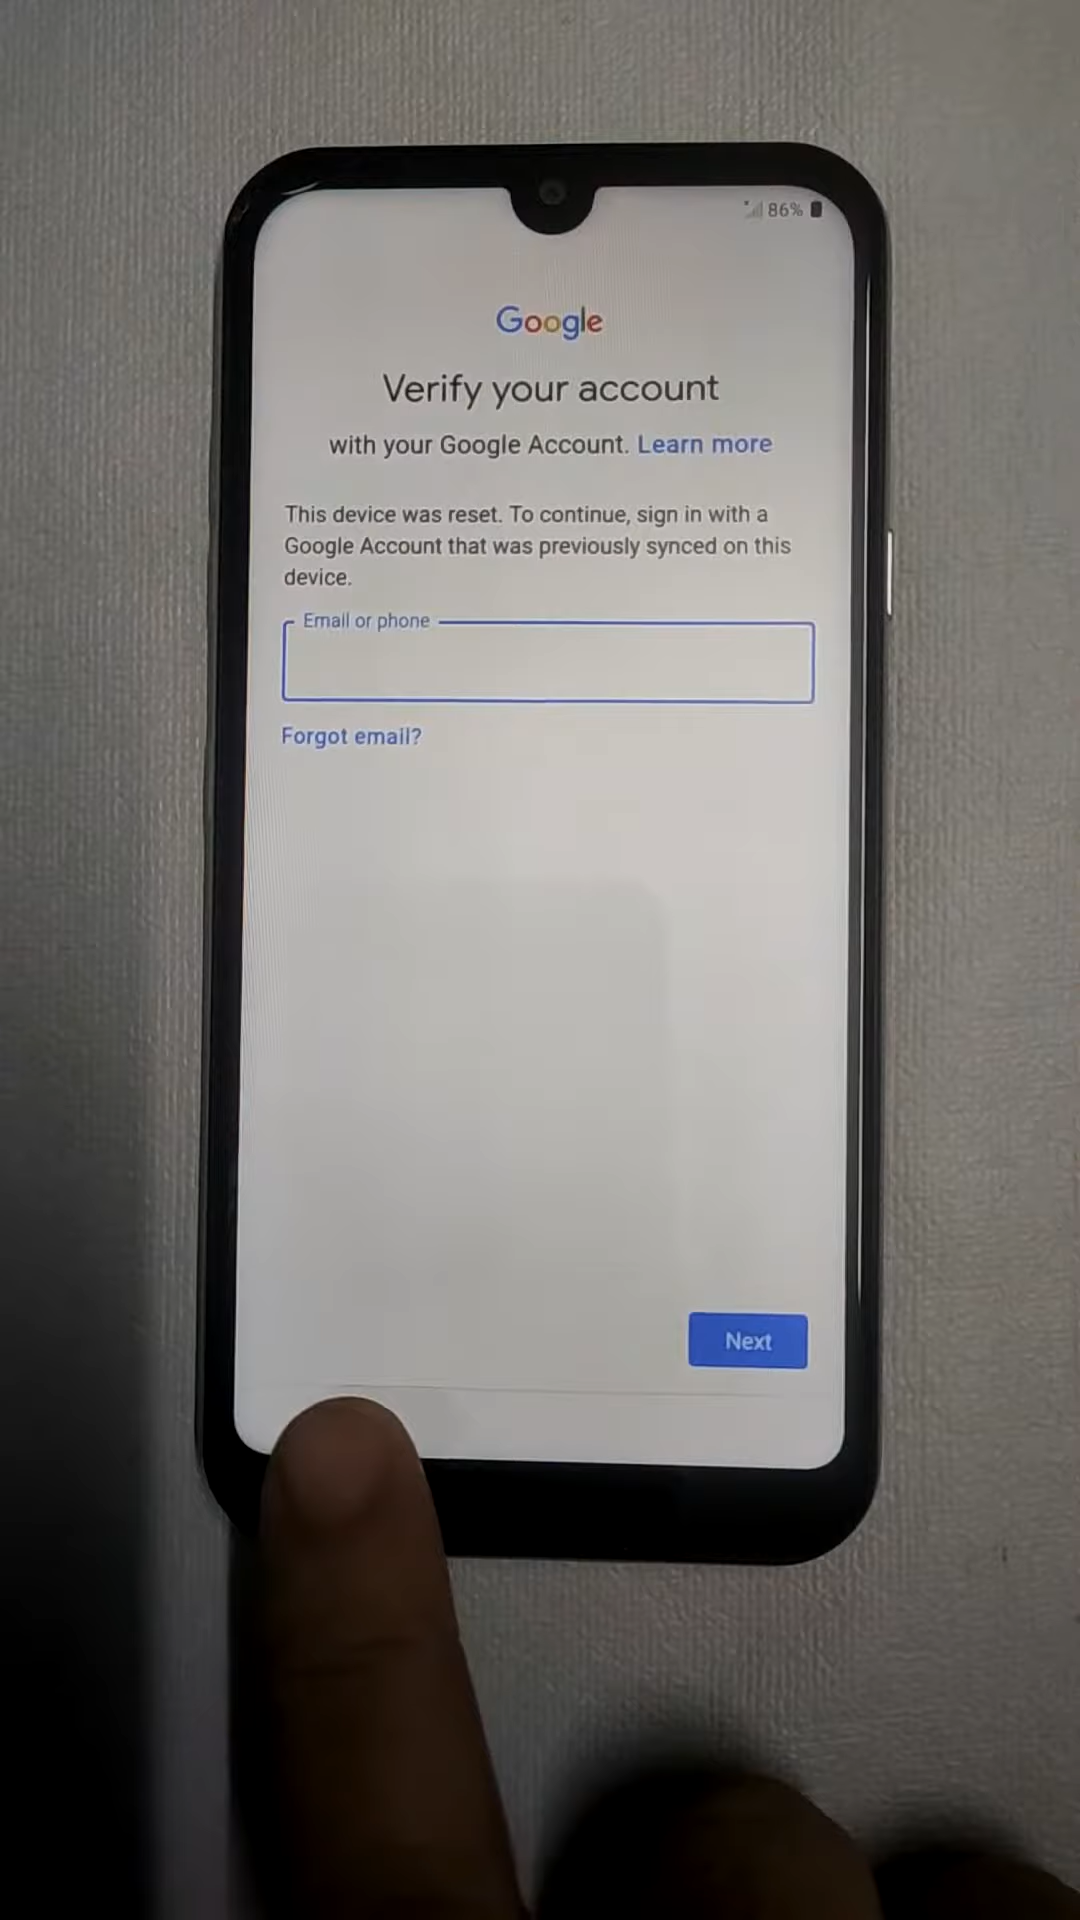 86%
Google
Verify your account
with your Google Account. Learn more
This device was reset. To continue, sign in with a
Google Account that was previously synced on this
device.
Email or phone
Forgot email?
Next